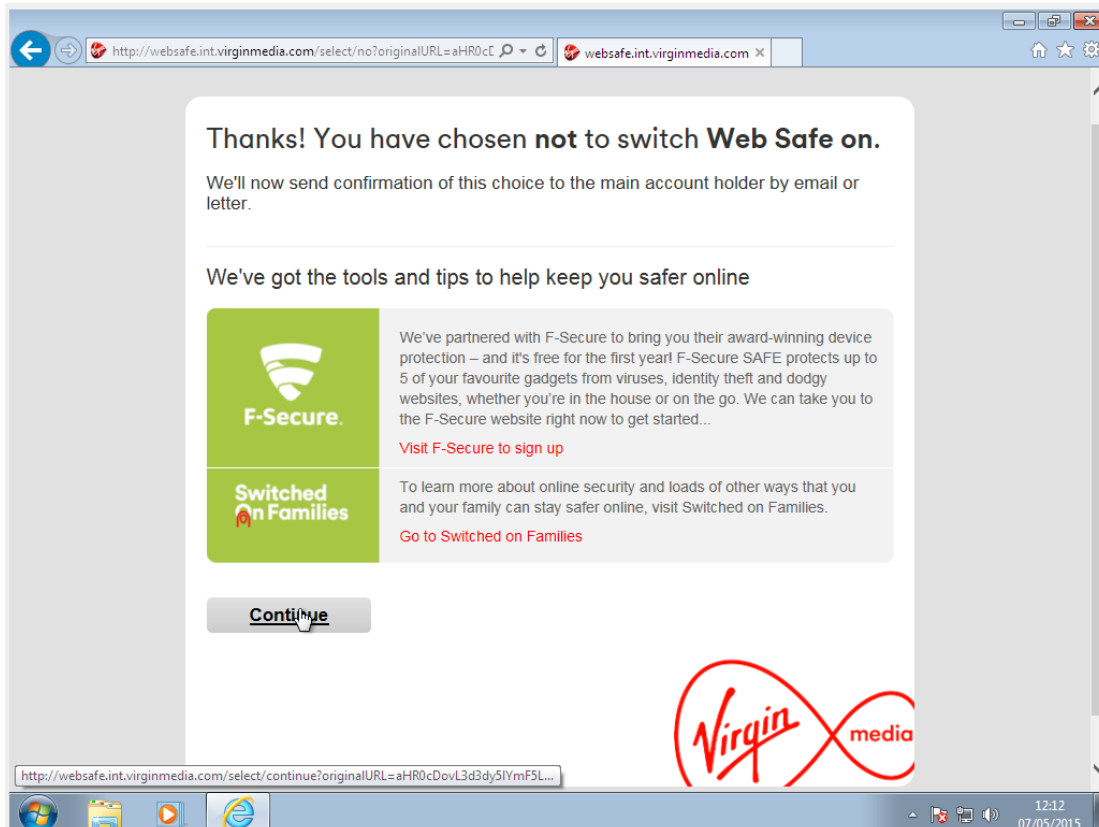 http://websafe.int.virginmedia.com/select/no?originalURL=aHR0cD
websafe.int.virginmedia.com
Thanks! You have chosen not to switch Web Safe on.
We'll now send confirmation of this choice to the main account holder by email or
letter.
We've got the tools and tips to help keep you safer online
F-Secure.
We've partnered with F-Secure to bring you their award-winning device
protection – and it's free for the first year! F-Secure SAFE protects up to
5 of your favourite gadgets from viruses, identity theft and dodgy
websites, whether you're in the house or on the go. We can take you to
the F-Secure website right now to get started...
Visit F-Secure to sign up
Switched
On Families
To learn more about online security and loads of other ways that you
and your family can stay safer online, visit Switched on Families.
Go to Switched on Families
Continue
Virgin media
http://websafe.int.virginmedia.com/select/continue?originalURL=aHR0cDovL3d3dy5iYmF5L...
12:12
07/05/2015